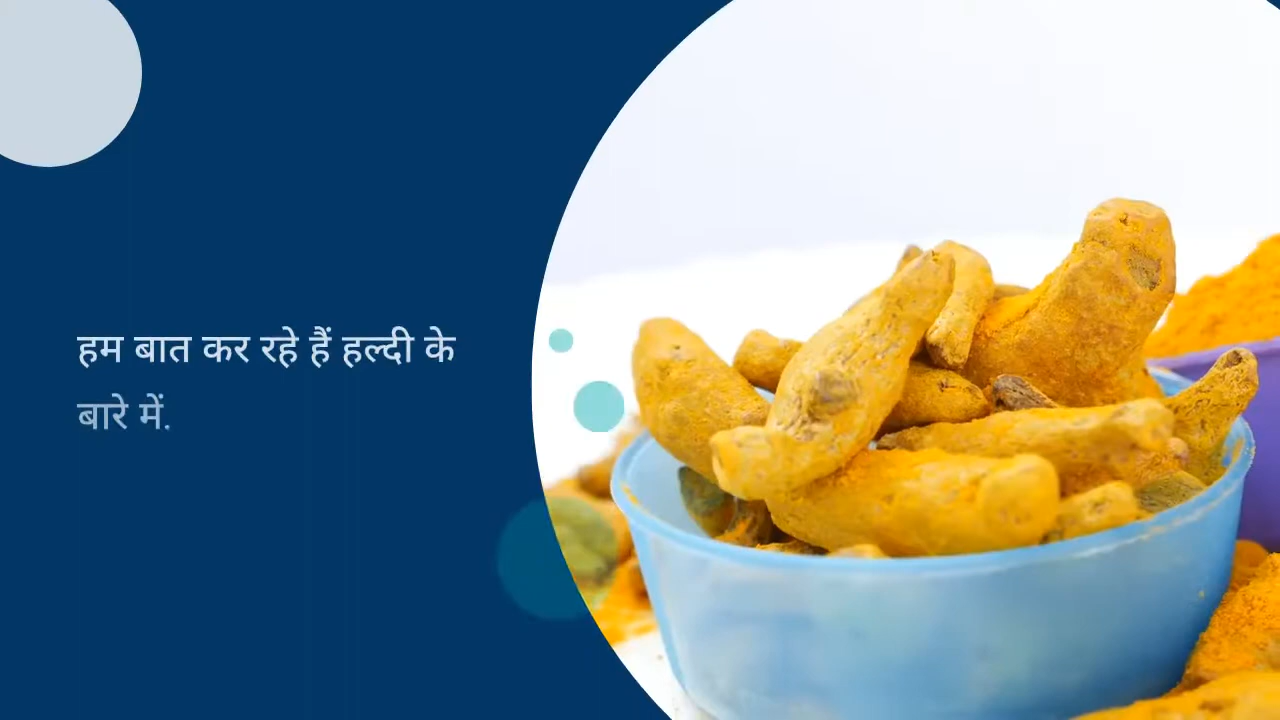 हम बात कर रहे हैं हल्दी के
बारे में.